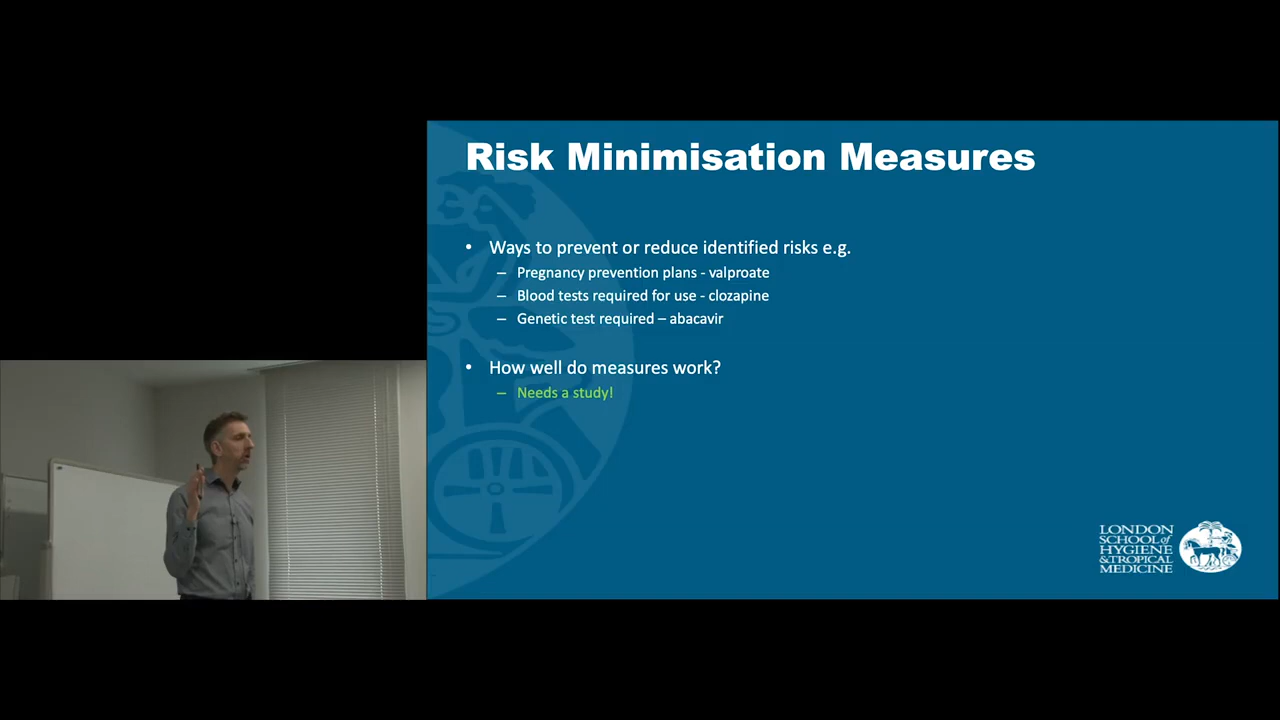 Risk Minimisation Measures
• Ways to prevent or reduce identified risks e.g.
– Pregnancy prevention plans - valproate
– Blood tests required for use - clozapine
– Genetic test required – abacavir
• How well do measures work?
– Needs a study!
LONDON
SCHOOL of
HYGIENE
& TROPICAL
MEDICINE